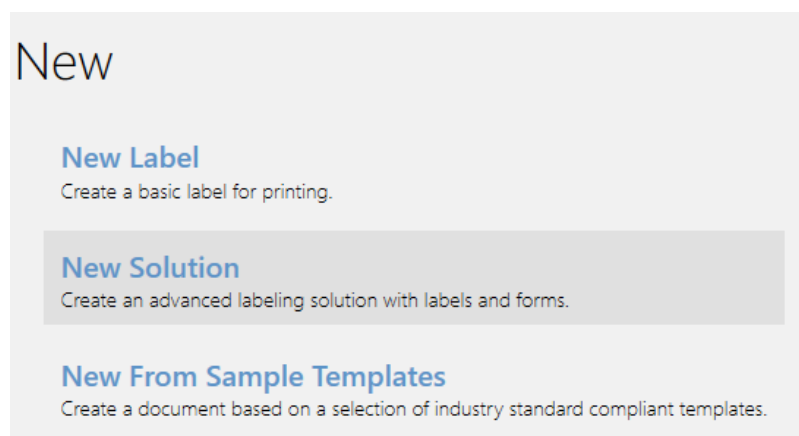 New
New Label
Create a basic label for printing.
New Solution
Create an advanced labeling solution with labels and forms.
New From Sample Templates
Create a document based on a selection of industry standard compliant templates.